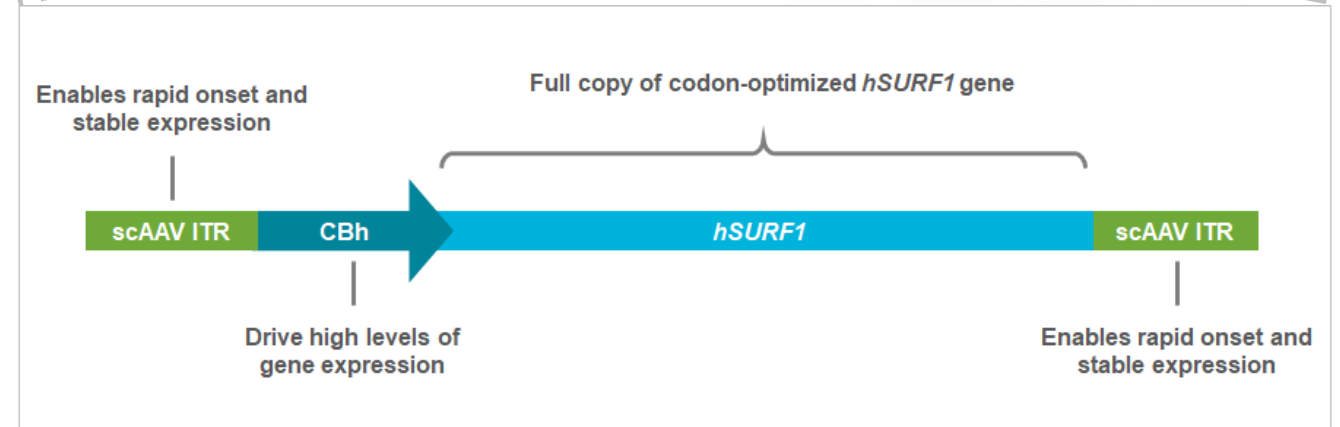 Full copy of codon-optimized hSURF1 gene
Enables rapid onset and
stable expression
scAAV ITR
CBh
hSURF1
scAAV ITR
Drive high levels of
gene expression
Enables rapid onset and
stable expression